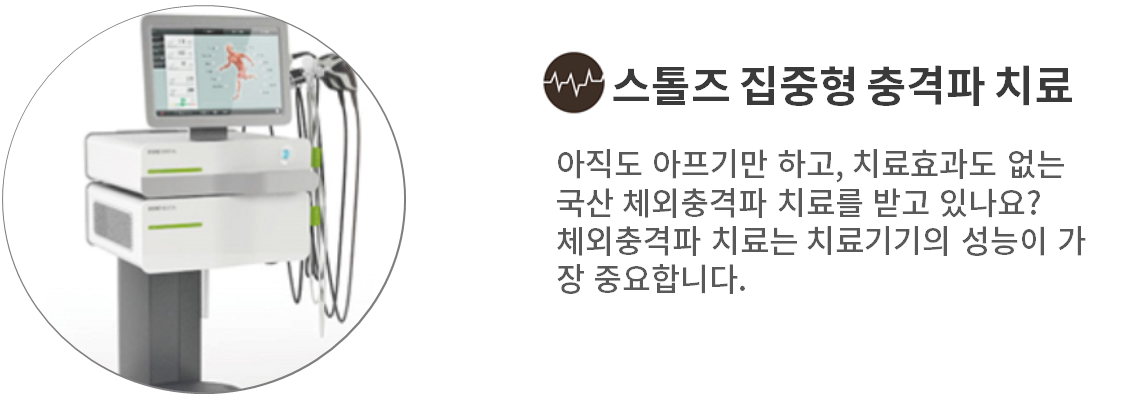 스톨즈 집중형 충격파 치료
아직도 아프기만 하고, 치료효과도 없는
국산 체외충격파 치료를 받고 있나요?
체외충격파 치료는 치료기기의 성능이 가
장 중요합니다.